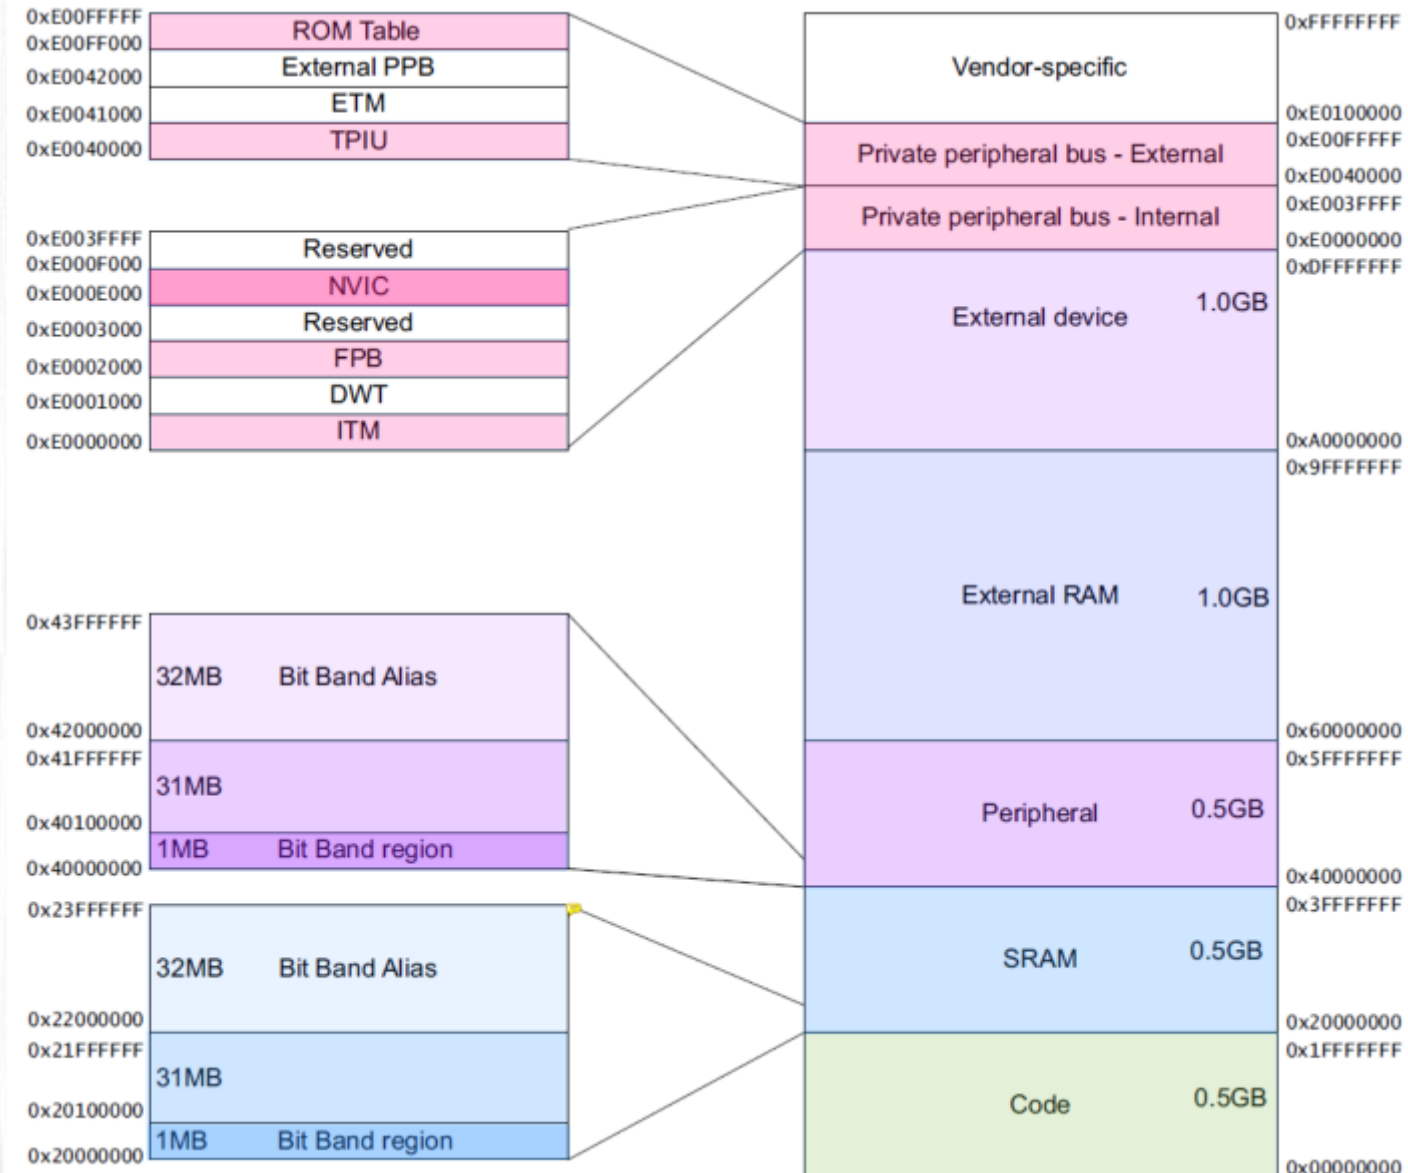 0xE00FFFFF
ROM Table
0xE00FF000
External PPB
0xE0042000
ETM
0xE0041000
TPIU
0xE0040000
0xE003FFFF
Reserved
0xE000F000
NVIC
0xE000E000
Reserved
0xE0003000
FPB
0xE0002000
DWT
0xE0001000
ITM
0xE0000000
0x43FFFFFF
32MB Bit Band Alias
0x42000000
0x41FFFFFF
31MB
0x40100000
1MB Bit Band region
0x40000000
0x23FFFFFF
32MB Bit Band Alias
0x22000000
0x21FFFFFF
31MB
0x20100000
1MB Bit Band region
0x20000000
0xFFFFFFFF
Vendor-specific
0xE0100000
0xE00FFFFF
Private peripheral bus - External
0xE0040000
0xE003FFFF
Private peripheral bus - Internal
0xE0000000
0xDFFFFFFF
External device 1.0GB
0xA0000000
0x9FFFFFFF
External RAM 1.0GB
0x60000000
0x5FFFFFFF
Peripheral 0.5GB
0x40000000
0x3FFFFFFF
SRAM 0.5GB
0x20000000
0x1FFFFFFF
Code 0.5GB
0x00000000